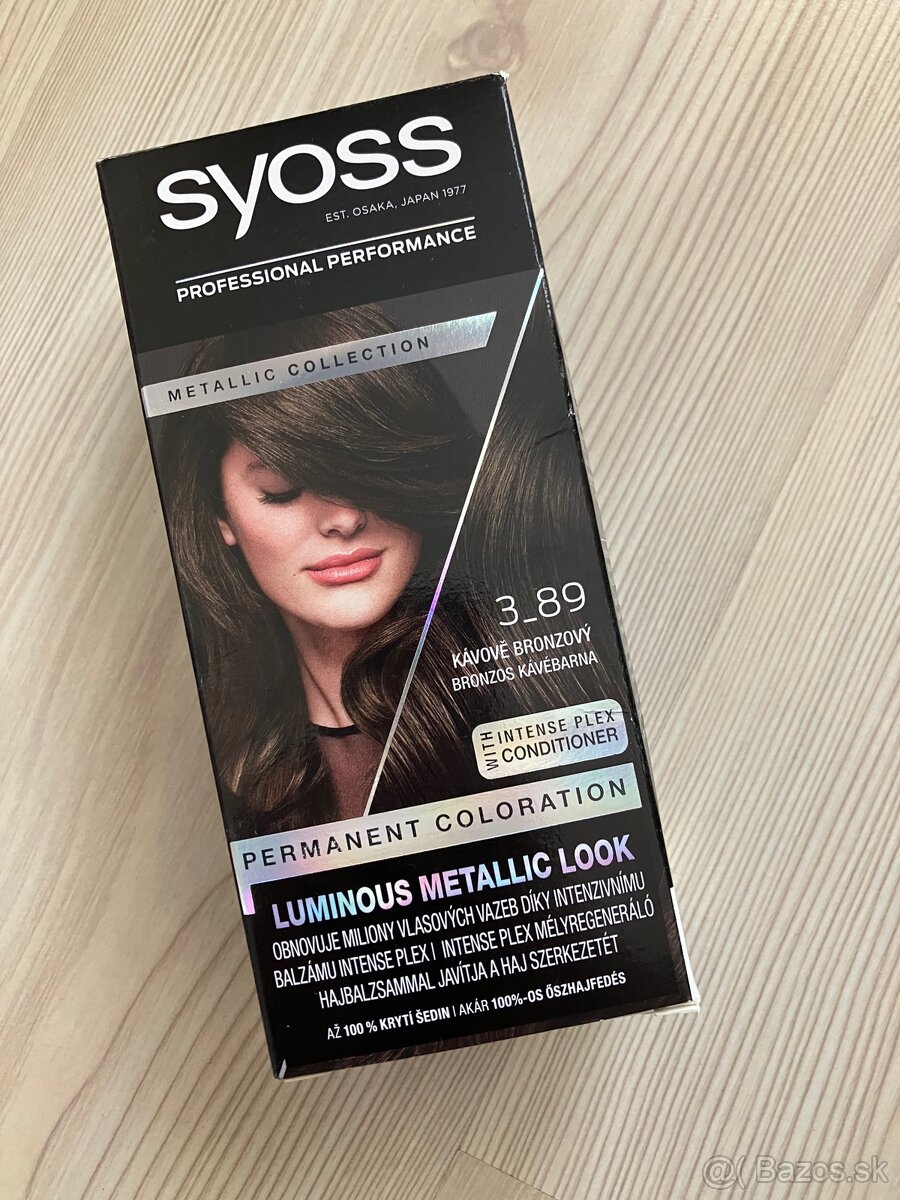 syoss
EST. OSAKA, JAPAN 1977
PROFESSIONAL PERFORMANCE
METALLIC COLLECTION
3_89
KÁVOVĚ BRONZOVÝ
BRONZOS KÁVÉBARNA
WITH INTENSE PLEX
CONDITIONER
PERMANENT COLORATION
LUMINOUS METALLIC LOOK
OBNOVUJE MILIONY VLASOVÝCH VAZEB DÍKY INTENZIVNÍMU
BALZÁMU INTENSE PLEX | INTENSE PLEX MÉLYREGENERÁLÓ
HAJBALZSAMMAL JAVÍTJA A HAJ SZERKEZETÉT
AŽ 100 % KRYTÍ ŠEDIN | AKÁR 100%-OS ŐSZHAJFEDÉS
@( Bazos.sk